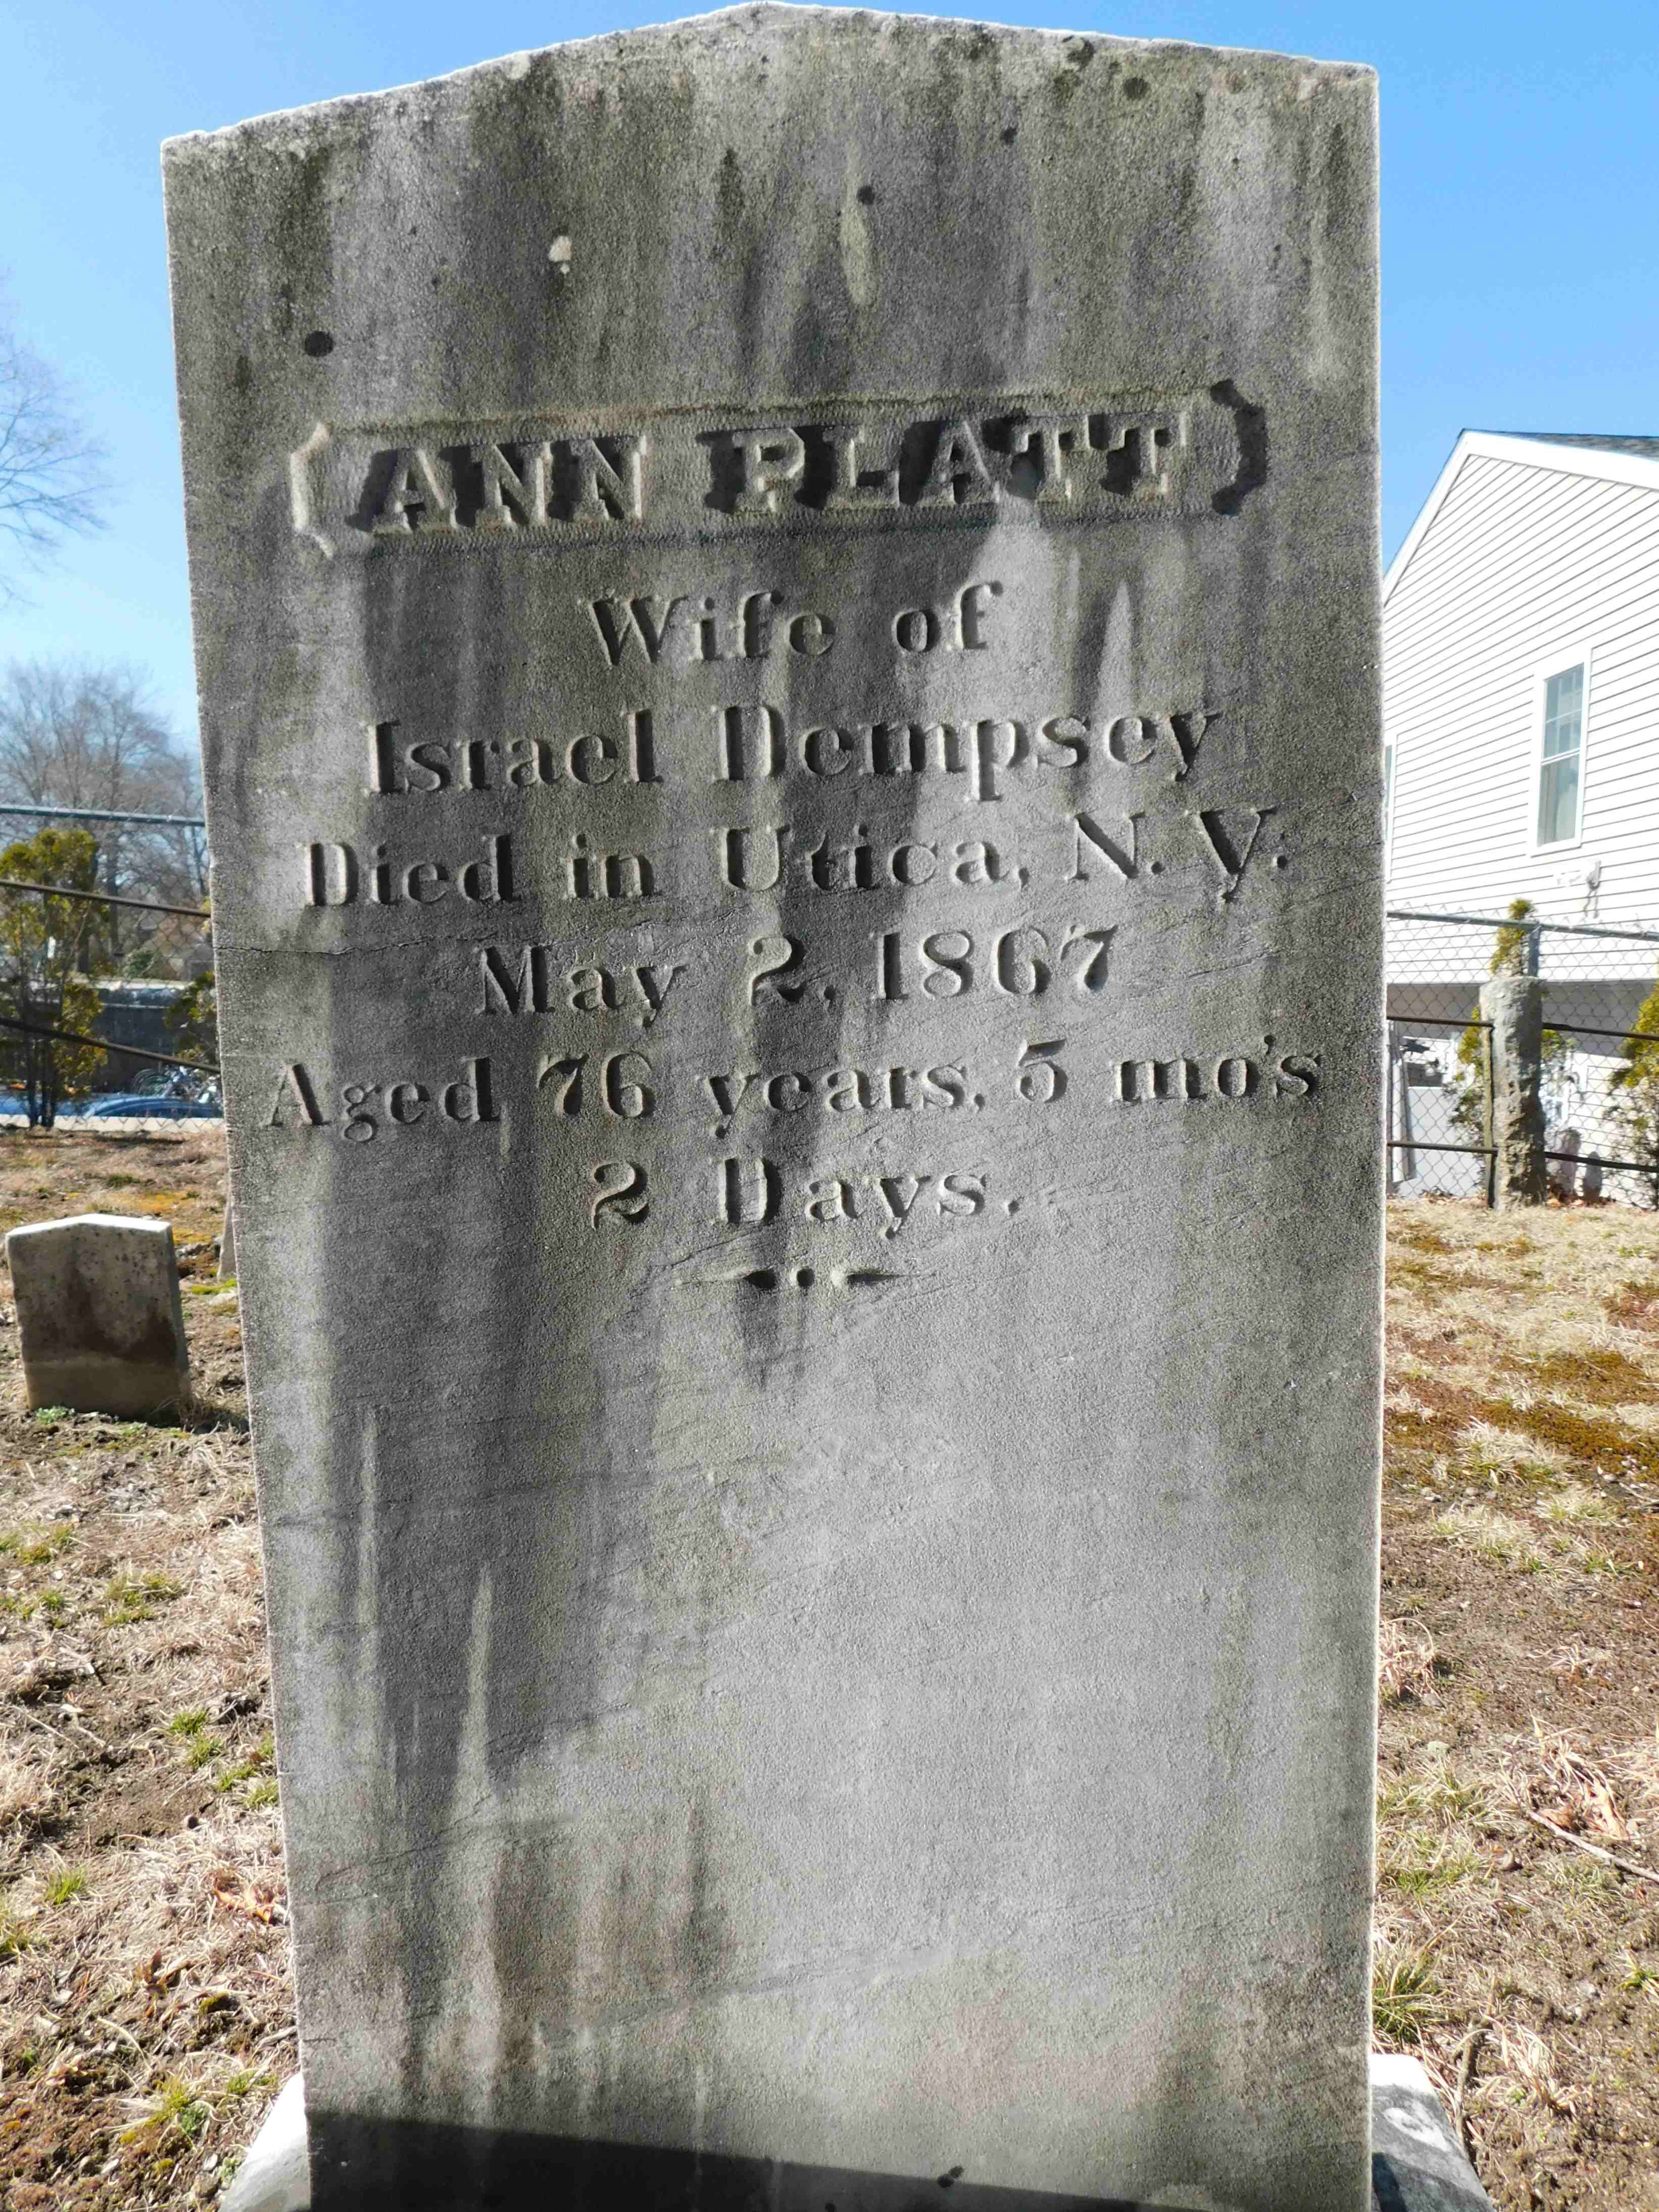 ANN PLATT
Wife of
Israel Dempsey
Died in Utica, N.Y.
May 2, 1867
Aged 76 years, 5 mo's
2 Days.